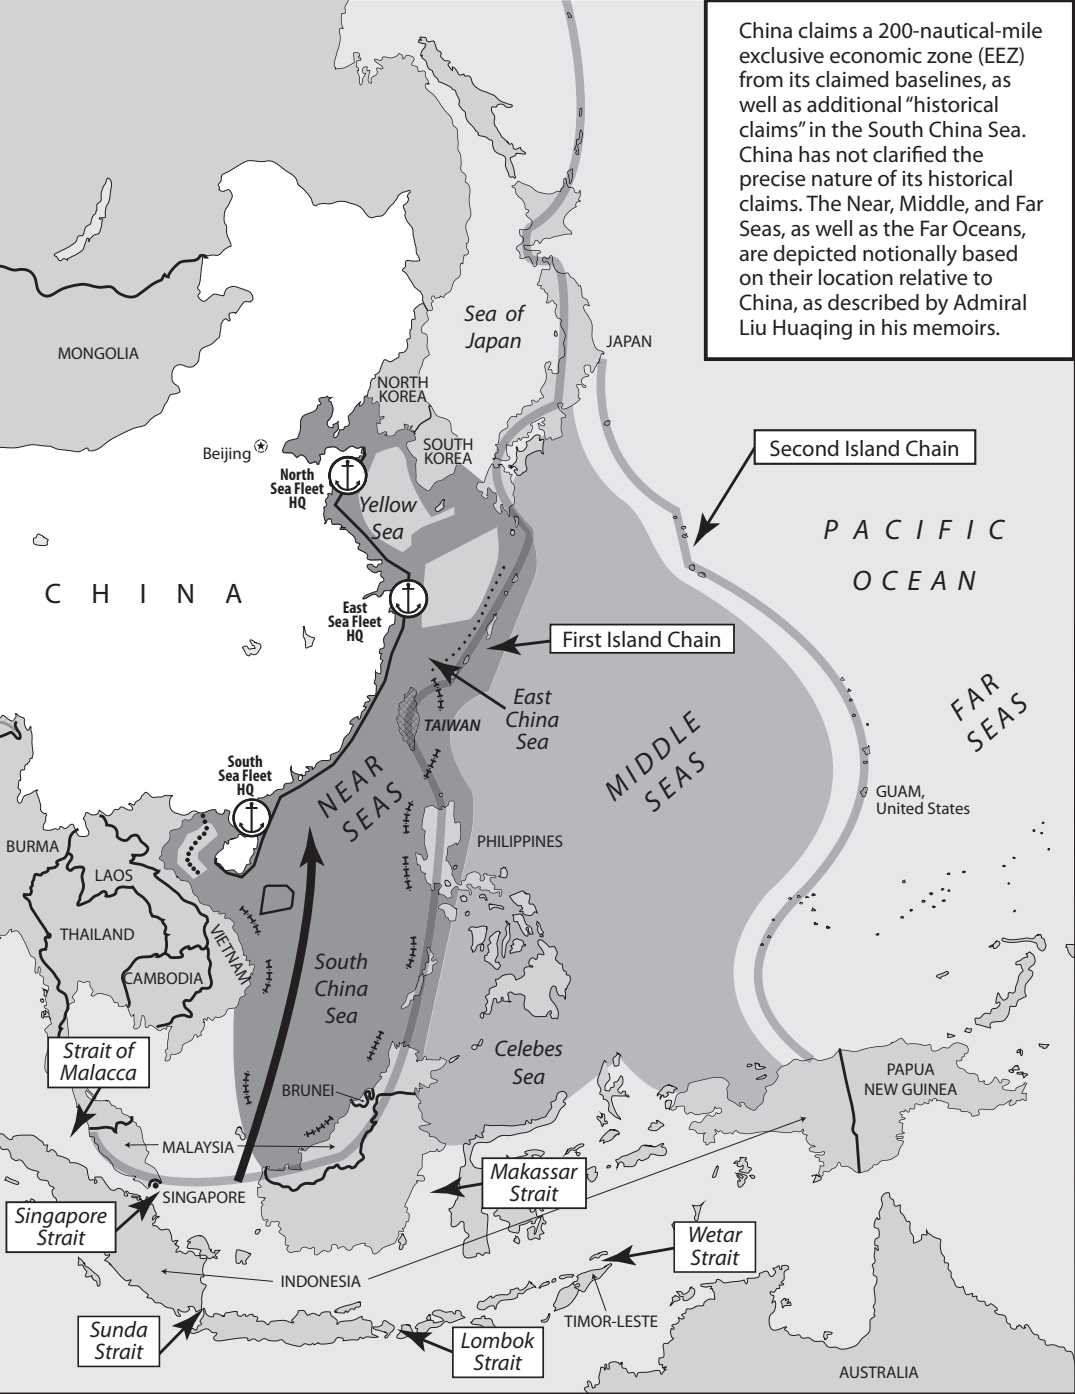 China claims a 200-nautical-mile
exclusive economic zone (EEZ)
from its claimed baselines, as
well as additional “historical
claims” in the South China Sea.
China has not clarified the
precise nature of its historical
claims. The Near, Middle, and Far
Seas, as well as the Far Oceans,
are depicted notionally based
on their location relative to
China, as described by Admiral
Liu Huaqing in his memoirs.
Sea of
Japan
JAPAN
MONGOLIA
NORTH
KOREA
Beijing
SOUTH
KOREA
Second Island Chain
North
Sea Fleet
HQ
Yellow
Sea
PACIFIC
OCEAN
CHINA
East
Sea Fleet
HQ
First Island Chain
East
China
Sea
TAIWAN
FAR
SEAS
MIDDLE
SEAS
South
Sea Fleet
HQ
NEAR
SEAS
GUAM,
United States
BURMA
PHILIPPINES
LAOS
THAILAND
VIETNAM
CAMBODIA
South
China
Sea
Strait of
Malacca
Celebes
Sea
BRUNEI
PAPUA
NEW GUINEA
MALAYSIA
Makassar
Strait
SINGAPORE
Singapore
Strait
Wetar
Strait
INDONESIA
TIMOR-LESTE
Sunda
Strait
Lombok
Strait
AUSTRALIA